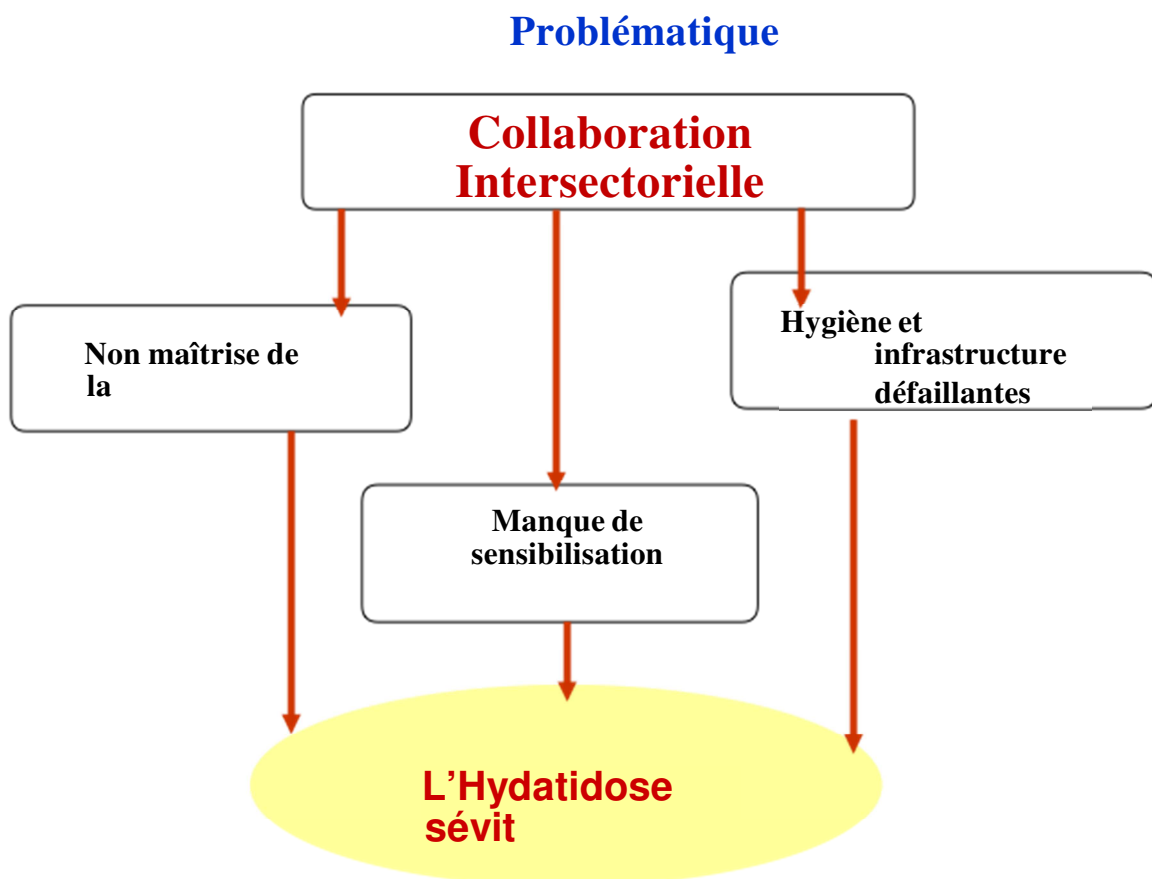 Problématique
Collaboration
Intersectorielle
Non maîtrise de
la
Hygiène et
infrastructure
défaillantes
Manque de
sensibilisation
L’Hydatidose
sévit